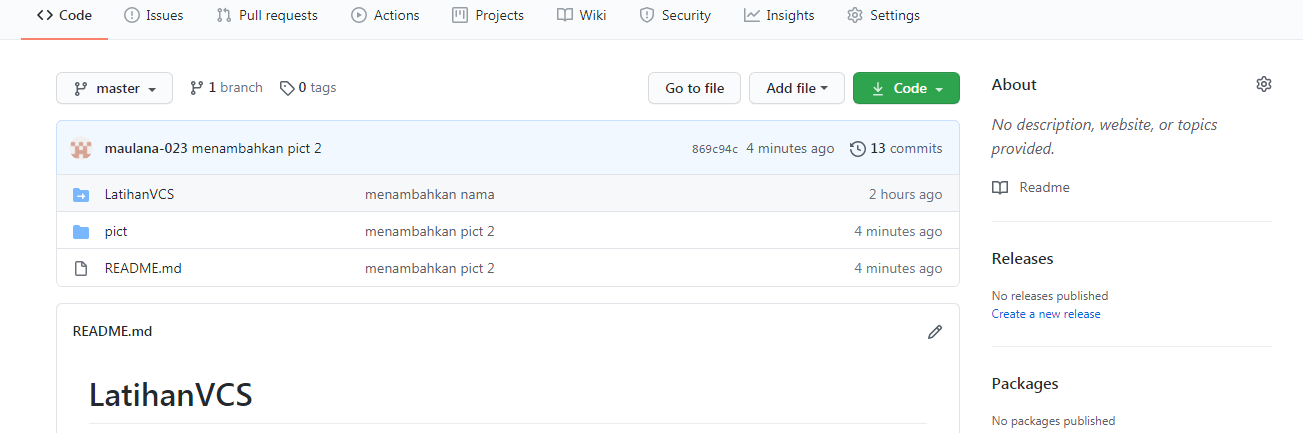 Code Issues Pull requests Actions Projects Wiki Security Insights Settings
master 1 branch 0 tags Go to file Add file Code
maulana-023 menambahkan pict 2 869c94c 4 minutes ago 13 commits
LatihanVCS menambahkan nama 2 hours ago
pict menambahkan pict 2 4 minutes ago
README.md menambahkan pict 2 4 minutes ago
README.md
LatihanVCS
About
No description, website, or topics
provided.
Readme
Releases
No releases published
Create a new release
Packages
No packages published